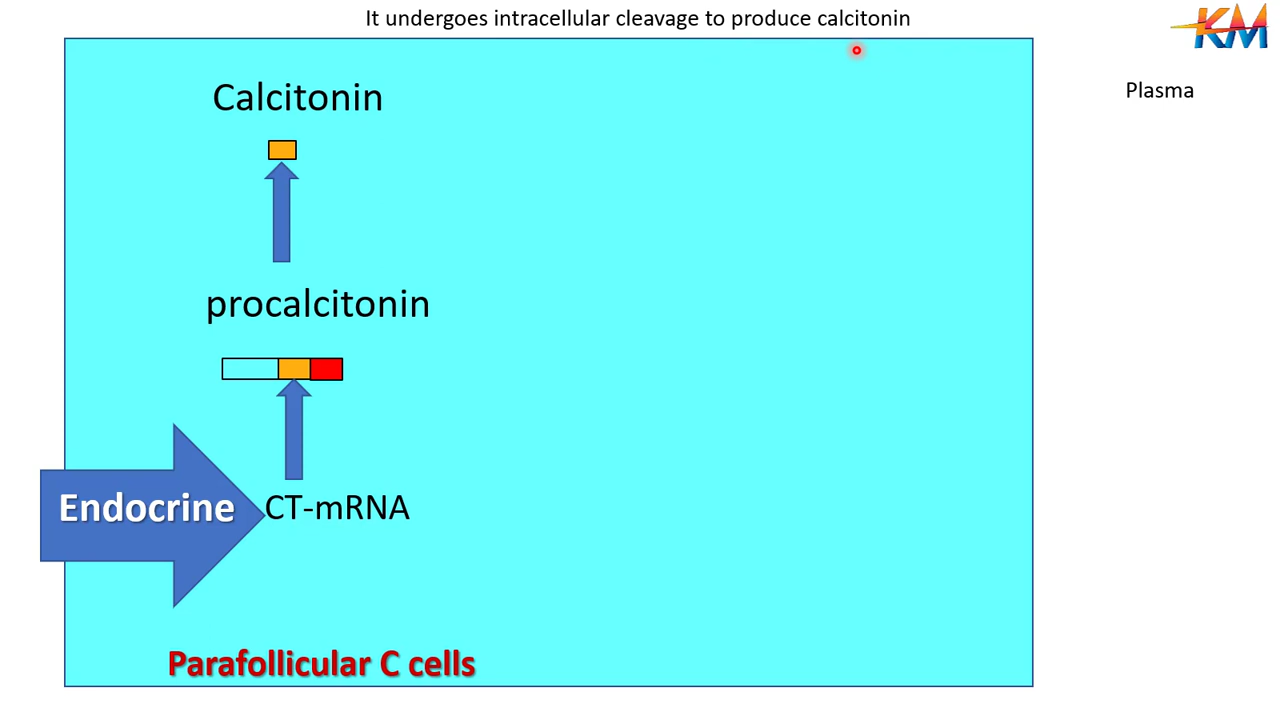 It undergoes intracellular cleavage to produce calcitonin
KM
Plasma
Calcitonin
procalcitonin
Endocrine
CT-mRNA
Parafollicular C cells